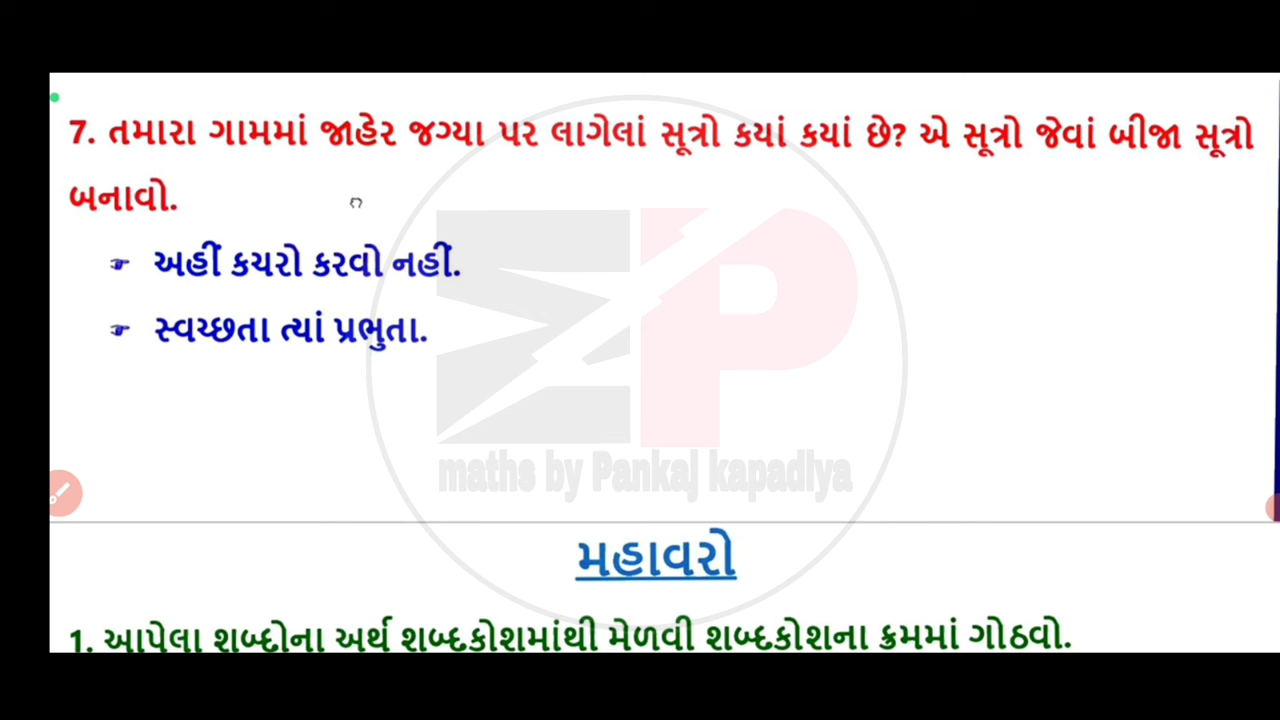 7. તમારા ગામમાં જાહેર જગ્યા પર લાગેલાં સૂત્રો કયાં કયાં છે? એ સૂત્રો જેવાં બીજા સૂત્રો
બનાવો.
☞ અહીં કચરો કરવો નહીં.
☞ સ્વચ્છતા ત્યાં પ્રભુતા.
maths by Pankaj kapadiya
મહાવરો
1. આપેલા શબ્દોના અર્થ શબ્દકોશમાંથી મેળવી શબ્દકોશના ક્રમમાં ગોઠવો.